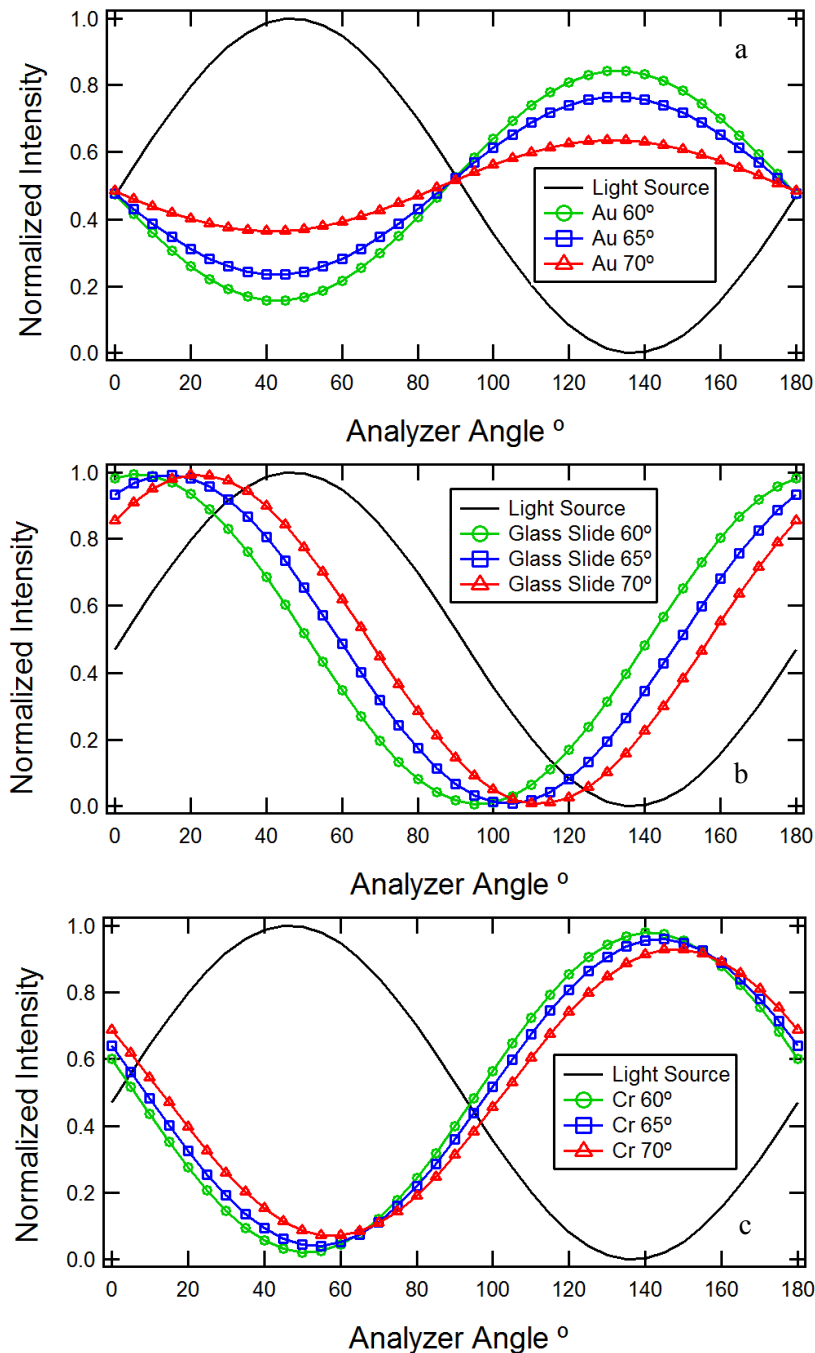 a
1.0
0.8
0.6
0.4
0.2
0.0
Normalized Intensity
Light Source
Au 60º
Au 65º
Au 70º
0 20 40 60 80 100 120 140 160 180
Analyzer Angle º
1.0
0.8
0.6
0.4
0.2
0.0
Normalized Intensity
Light Source
Glass Slide 60º
Glass Slide 65º
Glass Slide 70º
b
0 20 40 60 80 100 120 140 160 180
Analyzer Angle º
1.0
0.8
0.6
0.4
0.2
0.0
Normalized Intensity
Light Source
Cr 60º
Cr 65º
Cr 70º
c
0 20 40 60 80 100 120 140 160 180
Analyzer Angle º